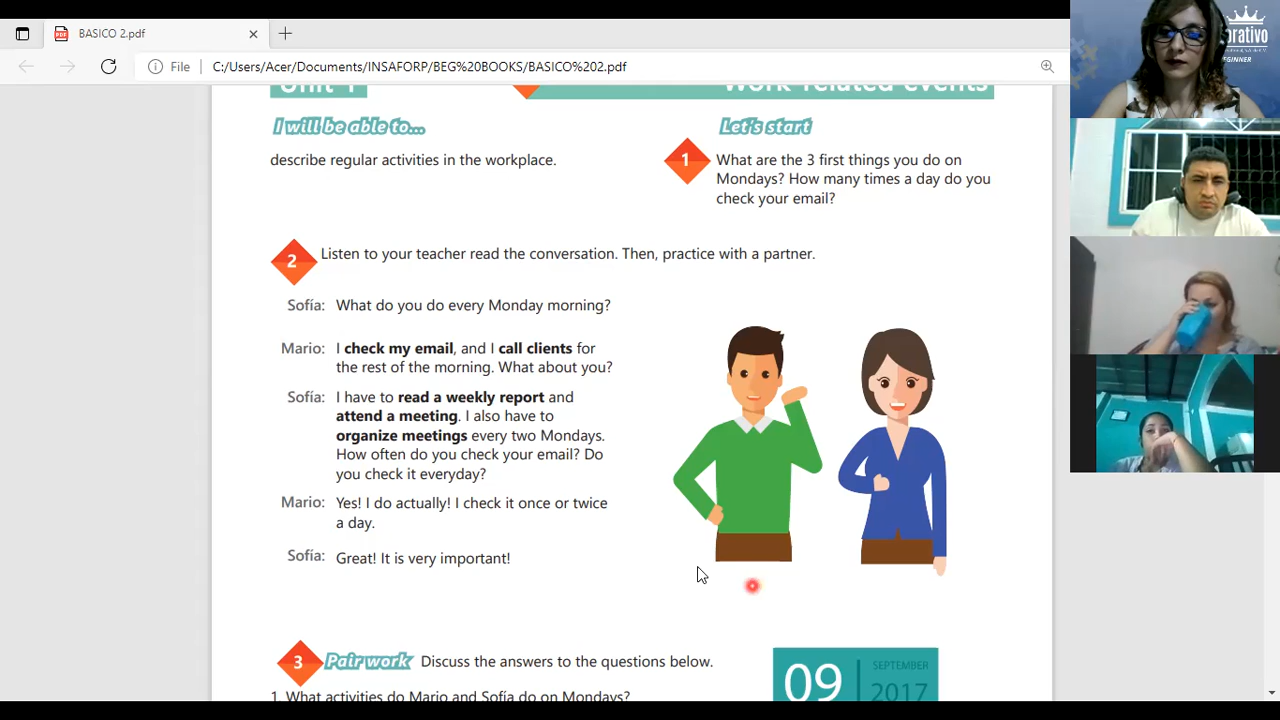 BASICO 2.pdf
File
C:/Users/Acer/Documents/INSAFORP/BEG%20BOOKS/BASICO%202.pdf
orativo
BEGINNER
Unit 1
Work related events
I will be able to...
Let's start
describe regular activities in the workplace.
1
What are the 3 first things you do on
Mondays? How many times a day do you
check your email?
2
Listen to your teacher read the conversation. Then, practice with a partner.
Sofía: What do you do every Monday morning?
Mario: I check my email, and I call clients for
the rest of the morning. What about you?
Sofía: I have to read a weekly report and
attend a meeting. I also have to
organize meetings every two Mondays.
How often do you check your email? Do
you check it everyday?
Mario: Yes! I do actually! I check it once or twice
a day.
Sofía: Great! It is very important!
3
Pair work Discuss the answers to the questions below.
1. What activities do Mario and Sofía do on Mondays?
09
SEPTEMBER
2017